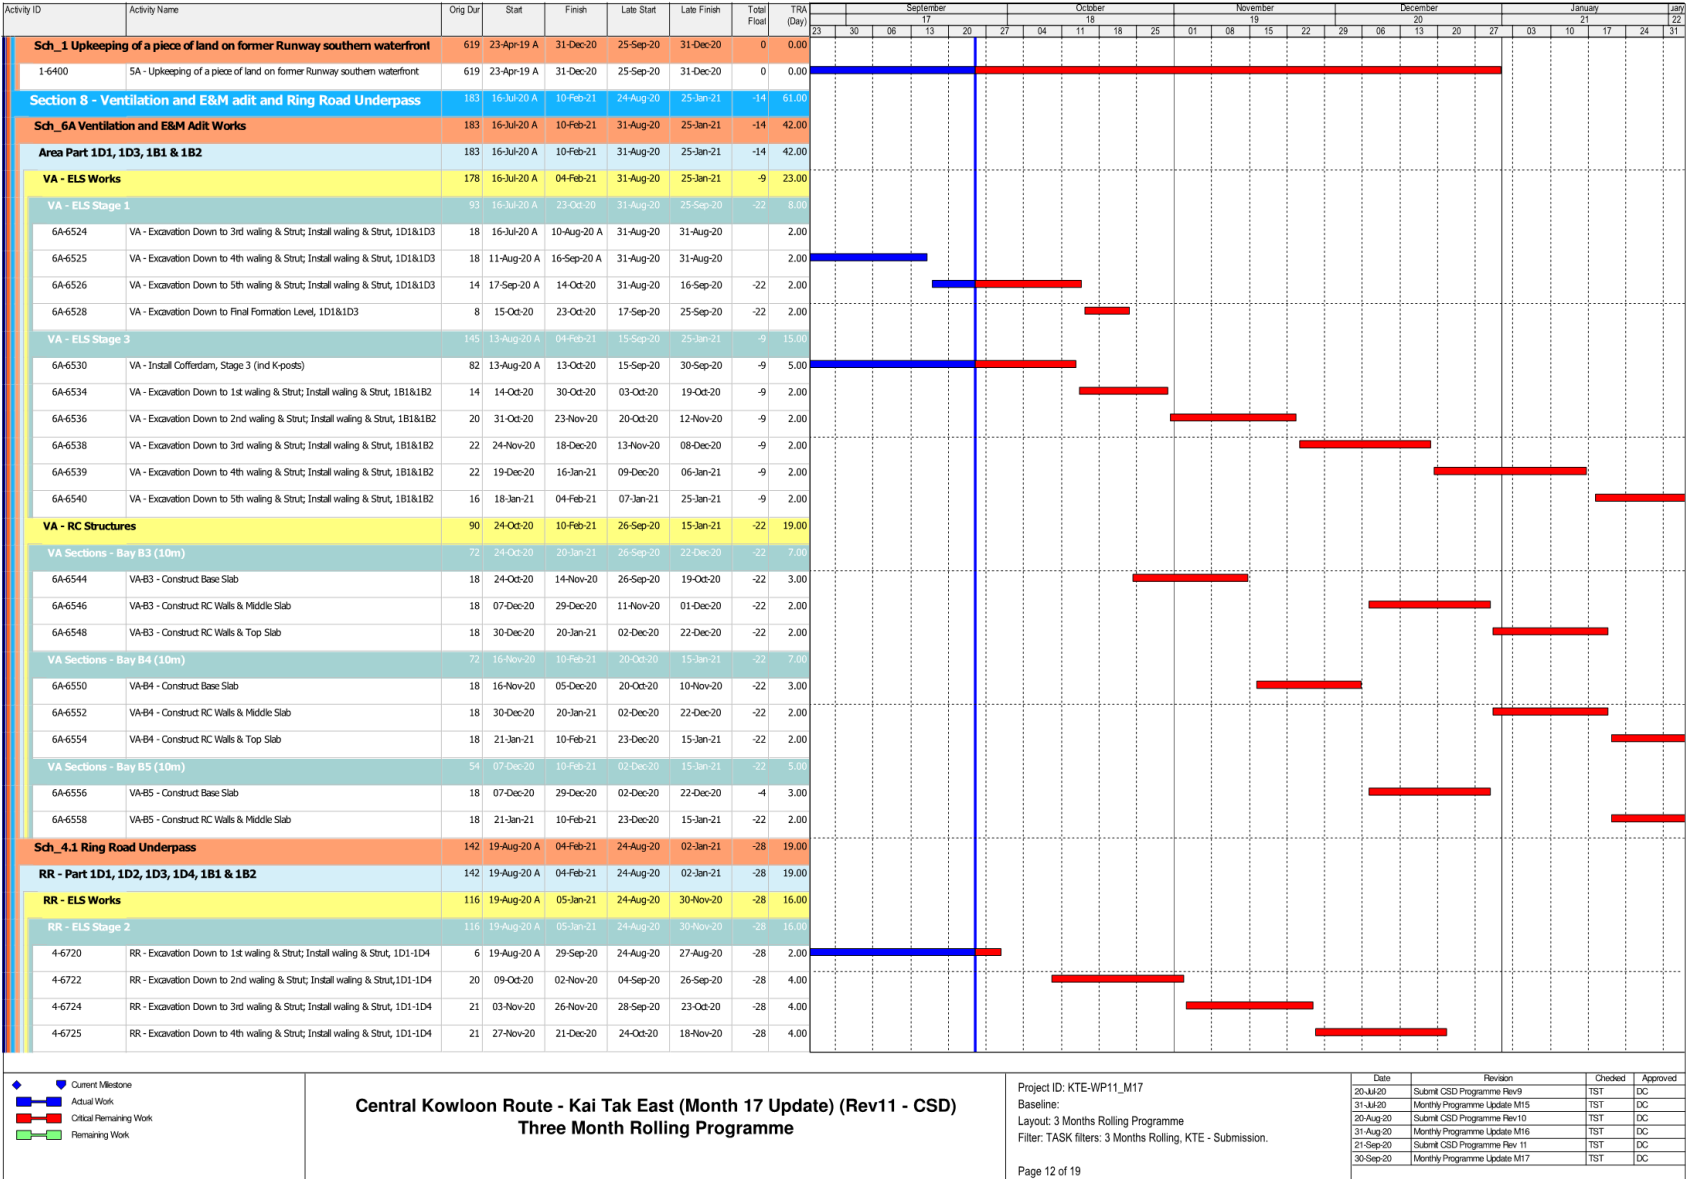 Activity ID Activity Name Orig Dur Start Finish Late Start Late Finish Total Float TRA (Day) September October November December January uary
17 18 19 20 21 22
23 30 06 13 20 27 04 11 18 25 01 08 15 22 29 06 13 20 27 03 10 17 24 31
Sch_1 Upkeeping of a piece of land on former Runway southern waterfront 619 23-Apr-19 A 31-Dec-20 25-Sep-20 31-Dec-20 0 0.00
1-6400 5A - Upkeeping of a piece of land on former Runway southern waterfront 619 23-Apr-19 A 31-Dec-20 25-Sep-20 31-Dec-20 0 0.00
Section 8 - Ventilation and E&M adit and Ring Road Underpass 183 16-Jul-20 A 10-Feb-21 24-Aug-20 25-Jan-21 -14 61.00
Sch_6A Ventilation and E&M Adit Works 183 16-Jul-20 A 10-Feb-21 31-Aug-20 25-Jan-21 -14 42.00
Area Part 1D1, 1D3, 1B1 & 1B2 183 16-Jul-20 A 10-Feb-21 31-Aug-20 25-Jan-21 -14 42.00
VA - ELS Works 178 16-Jul-20 A 04-Feb-21 31-Aug-20 25-Jan-21 -9 23.00
VA - ELS Stage 1 93 16-Jul-20 A 23-Oct-20 31-Aug-20 25-Sep-20 -22 8.00
6A-6524 VA - Excavation Down to 3rd waling & Strut; Install waling & Strut, 1D1&1D3 18 16-Jul-20 A 10-Aug-20 A 31-Aug-20 31-Aug-20 2.00
6A-6525 VA - Excavation Down to 4th waling & Strut; Install waling & Strut, 1D1&1D3 18 11-Aug-20 A 16-Sep-20 A 31-Aug-20 31-Aug-20 2.00
6A-6526 VA - Excavation Down to 5th waling & Strut; Install waling & Strut, 1D1&1D3 14 17-Sep-20 A 14-Oct-20 31-Aug-20 16-Sep-20 -22 2.00
6A-6528 VA - Excavation Down to Final Formation Level, 1D1&1D3 8 15-Oct-20 23-Oct-20 17-Sep-20 25-Sep-20 -22 2.00
VA - ELS Stage 3 145 13-Aug-20 A 04-Feb-21 15-Sep-20 25-Jan-21 -9 15.00
6A-6530 VA - Install Cofferdam, Stage 3 (incl K-posts) 82 13-Aug-20 A 13-Oct-20 15-Sep-20 30-Sep-20 -9 5.00
6A-6534 VA - Excavation Down to 1st waling & Strut; Install waling & Strut, 1B1&1B2 14 14-Oct-20 30-Oct-20 03-Oct-20 19-Oct-20 -9 2.00
6A-6536 VA - Excavation Down to 2nd waling & Strut; Install waling & Strut, 1B1&1B2 20 31-Oct-20 23-Nov-20 20-Oct-20 12-Nov-20 -9 2.00
6A-6538 VA - Excavation Down to 3rd waling & Strut; Install waling & Strut, 1B1&1B2 22 24-Nov-20 18-Dec-20 13-Nov-20 08-Dec-20 -9 2.00
6A-6539 VA - Excavation Down to 4th waling & Strut; Install waling & Strut, 1B1&1B2 22 19-Dec-20 16-Jan-21 09-Dec-20 06-Jan-21 -9 2.00
6A-6540 VA - Excavation Down to 5th waling & Strut; Install waling & Strut, 1B1&1B2 16 18-Jan-21 04-Feb-21 07-Jan-21 25-Jan-21 -9 2.00
VA - RC Structures 90 24-Oct-20 10-Feb-21 26-Sep-20 15-Jan-21 -22 19.00
VA Sections - Bay B3 (10m) 72 24-Oct-20 20-Jan-21 26-Sep-20 22-Dec-20 -22 7.00
6A-6544 VA-B3 - Construct Base Slab 18 24-Oct-20 14-Nov-20 26-Sep-20 19-Oct-20 -22 3.00
6A-6546 VA-B3 - Construct RC Walls & Middle Slab 18 07-Dec-20 29-Dec-20 11-Nov-20 01-Dec-20 -22 2.00
6A-6548 VA-B3 - Construct RC Walls & Top Slab 18 30-Dec-20 20-Jan-21 02-Dec-20 22-Dec-20 -22 2.00
VA Sections - Bay B4 (10m) 72 16-Nov-20 10-Feb-21 20-Oct-20 15-Jan-21 -22 7.00
6A-6550 VA-B4 - Construct Base Slab 18 16-Nov-20 05-Dec-20 20-Oct-20 10-Nov-20 -22 3.00
6A-6552 VA-B4 - Construct RC Walls & Middle Slab 18 30-Dec-20 20-Jan-21 02-Dec-20 22-Dec-20 -22 2.00
6A-6554 VA-B4 - Construct RC Walls & Top Slab 18 21-Jan-21 10-Feb-21 23-Dec-20 15-Jan-21 -22 2.00
VA Sections - Bay B5 (10m) 54 07-Dec-20 10-Feb-21 02-Dec-20 15-Jan-21 -22 5.00
6A-6556 VA-B5 - Construct Base Slab 18 07-Dec-20 29-Dec-20 02-Dec-20 22-Dec-20 -4 3.00
6A-6558 VA-B5 - Construct RC Walls & Middle Slab 18 21-Jan-21 10-Feb-21 23-Dec-20 15-Jan-21 -22 2.00
Sch_4.1 Ring Road Underpass 142 19-Aug-20 A 04-Feb-21 24-Aug-20 02-Jan-21 -28 19.00
RR - Part 1D1, 1D2, 1D3, 1D4, 1B1 & 1B2 142 19-Aug-20 A 04-Feb-21 24-Aug-20 02-Jan-21 -28 19.00
RR - ELS Works 116 19-Aug-20 A 05-Jan-21 24-Aug-20 30-Nov-20 -28 16.00
RR - ELS Stage 2 116 19-Aug-20 A 05-Jan-21 24-Aug-20 30-Nov-20 -28 16.00
4-6720 RR - Excavation Down to 1st waling & Strut; Install waling & Strut, 1D1-1D4 6 19-Aug-20 A 29-Sep-20 24-Aug-20 27-Aug-20 -28 2.00
4-6722 RR - Excavation Down to 2nd waling & Strut; Install waling & Strut,1D1-1D4 20 09-Oct-20 02-Nov-20 04-Sep-20 26-Sep-20 -28 4.00
4-6724 RR - Excavation Down to 3rd waling & Strut; Install waling & Strut, 1D1-1D4 21 03-Nov-20 26-Nov-20 28-Sep-20 23-Oct-20 -28 4.00
4-6725 RR - Excavation Down to 4th waling & Strut; Install waling & Strut, 1D1-1D4 21 27-Nov-20 21-Dec-20 24-Oct-20 18-Nov-20 -28 4.00
Current Milestone
Actual Work
Critical Remaining Work
Remaining Work
Central Kowloon Route - Kai Tak East (Month 17 Update) (Rev11 - CSD)
Three Month Rolling Programme
Project ID: KTE-WP11_M17
Baseline:
Layout: 3 Months Rolling Programme
Filter: TASK filters: 3 Months Rolling, KTE - Submission.
Page 12 of 19
Date Revision Checked Approved
20-Jul-20 Submit CSD Programme Rev9 TST DC
31-Jul-20 Monthly Programme Update M15 TST DC
20-Aug-20 Submit CSD Programme Rev10 TST DC
31-Aug-20 Monthly Programme Update M16 TST DC
21-Sep-20 Submit CSD Programme Rev 11 TST DC
30-Sep-20 Monthly Programme Update M17 TST DC